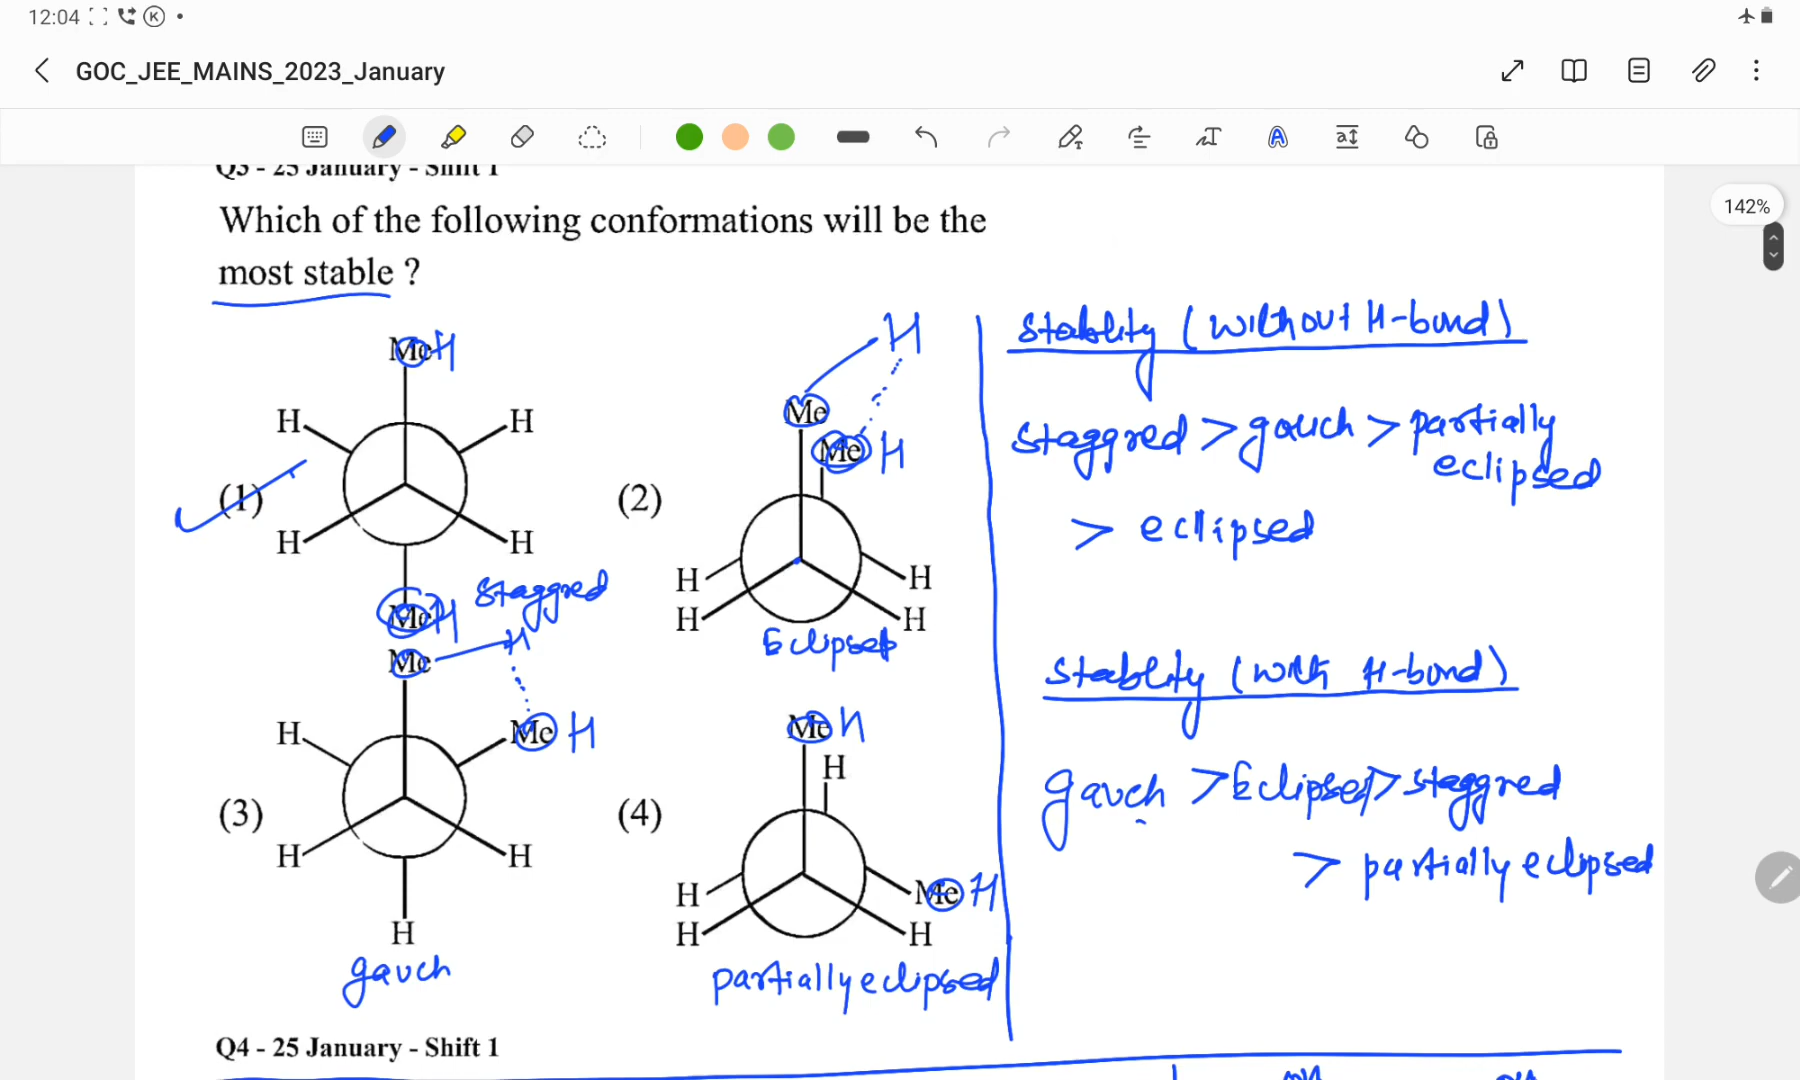 12:04
GOC_JEE_MAINS_2023_January
142%
Q3 - 25 January - Shift 1
Which of the following conformations will be the
most stable ?
(1)
Me H
H H
H H
Me H
staggred
(2)
H
Me
Me H
H H
H H
Eclipsed
(3)
Me H
H Me H
H H
H
gauch
(4)
Me H
H
H Me H
H H
partially eclipsed
Stablity (without H-bond)
staggred > gauch > partially
eclipsed
> eclipsed
Stablity (with H-bond)
gauch > Eclipsed > staggred
> partially eclipsed
Q4 - 25 January - Shift 1